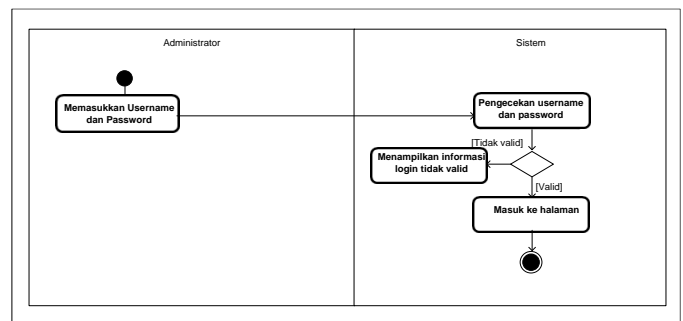 Administrator
Sistem
Memasukkan Username
dan Password
Pengecekan username
dan password
[Tidak valid]
Menampilkan informasi
login tidak valid
[Valid]
Masuk ke halaman